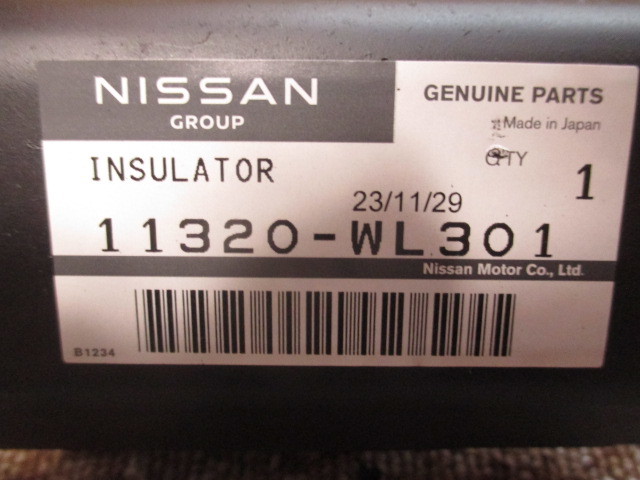 NISSAN
GROUP
GENUINE PARTS
Made in Japan
INSULATOR
QTY
1
23/11/29
11320-WL301
Nissan Motor Co., Ltd.
B1234